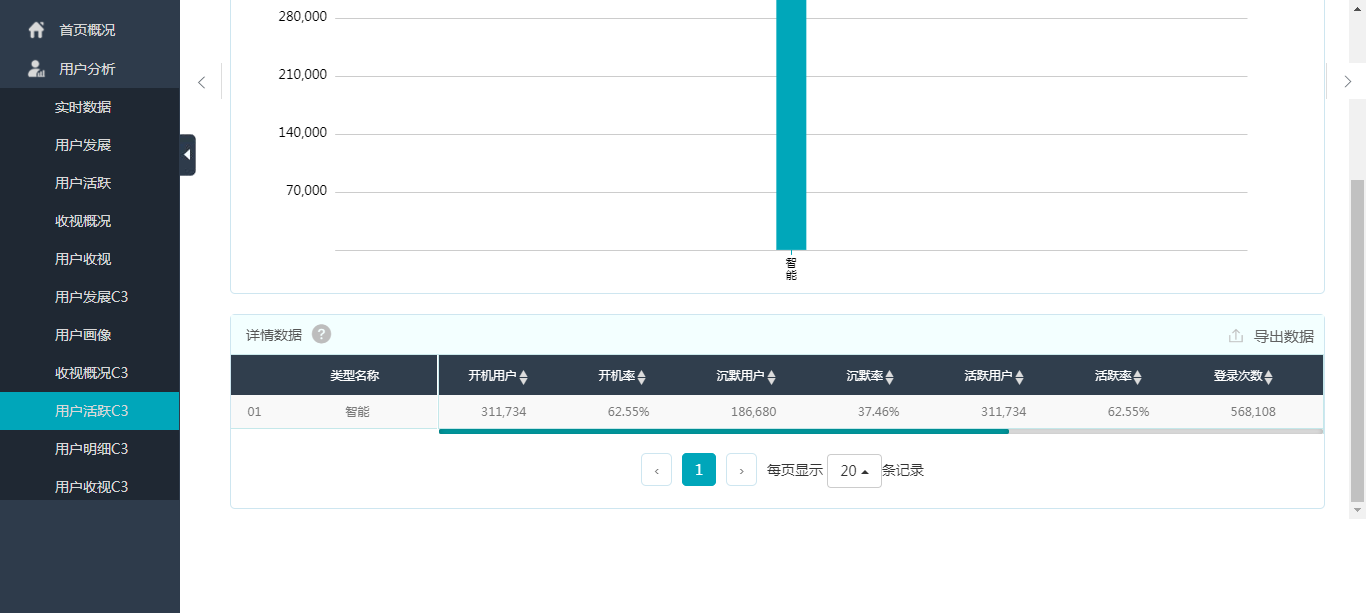 首页概况
用户分析
实时数据
用户发展
用户活跃
收视概况
用户收视
用户发展C3
用户画像
收视概况C3
用户活跃C3
用户明细C3
用户收视C3
280,000
210,000
140,000
70,000
智
能
详情数据 ?
导出数据
类型名称 开机用户 开机率 沉默用户 沉默率 活跃用户 活跃率 登录次数
01 智能 311,734 62.55% 186,680 37.46% 311,734 62.55% 568,108
‹ 1 › 每页显示 20 条记录